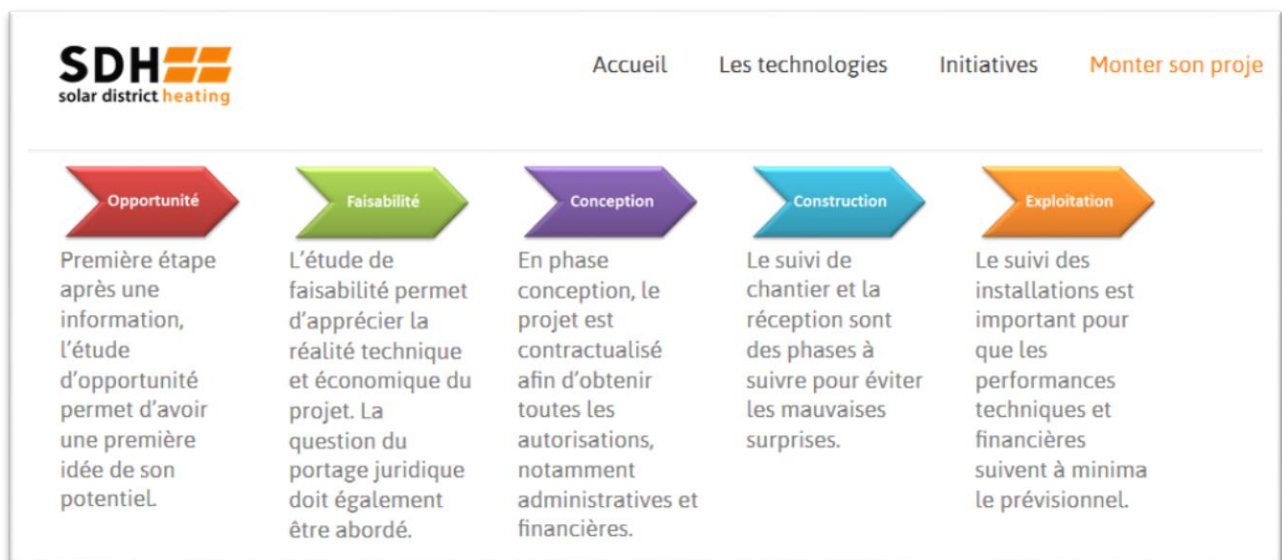 SDH
solar district heating
Accueil Les technologies Initiatives Monter son proje
Opportunité
Première étape
après une
information,
l'étude
d'opportunité
permet d'avoir
une première
idée de son
potentiel.
Faisabilité
L'étude de
faisabilité permet
d'apprécier la
réalité technique
et économique du
projet. La
question du
portage juridique
doit également
être abordé.
Conception
En phase
conception, le
projet est
contractualisé
afin d'obtenir
toutes les
autorisations,
notamment
administratives et
financières.
Construction
Le suivi de
chantier et la
réception sont
des phases à
suivre pour éviter
les mauvaises
surprises.
Exploitation
Le suivi des
installations est
important pour
que les
performances
techniques et
financières
suivent à minima
le prévisionnel.